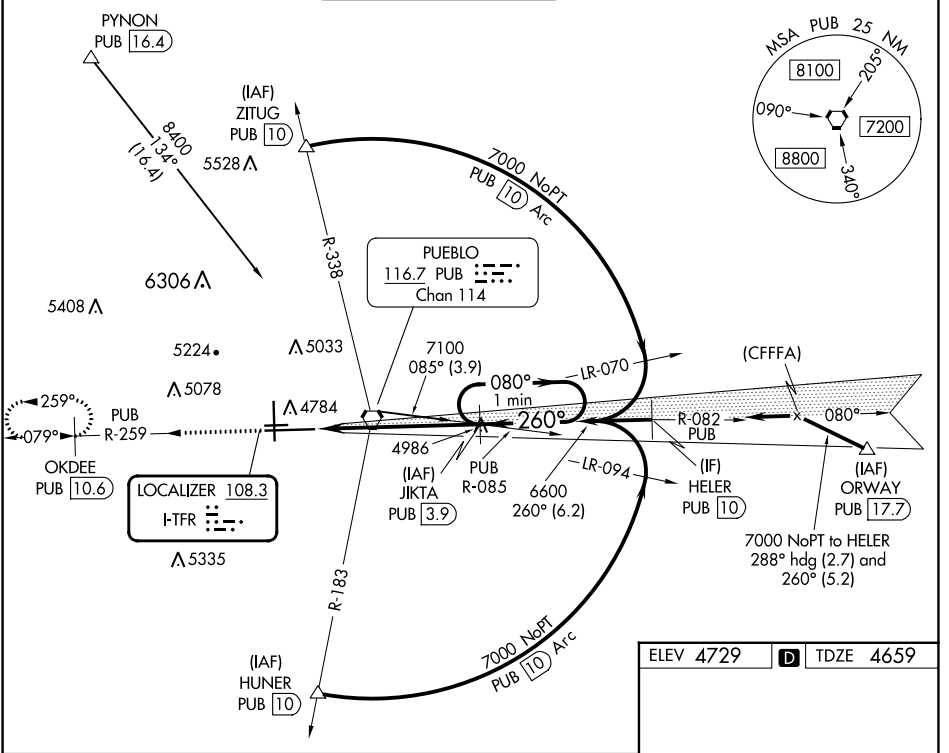 PYNON
PUB 16.4
8400
134°
(16.4)
(IAF)
ZITUG
PUB 10
5528
7000 NoPT
PUB 10 Arc
MSA PUB 25 NM
8100
205°
090°
7200
8800
340°
R-338
PUEBLO
116.7 PUB
Chan 114
6306
5408
5224
5033
7100
085° (3.9)
LR-070
(CFFFA)
080°
1 min
260°
5078
4784
259°
079°
PUB
R-259
R-082
PUB
080°
4986
OKDEE
PUB 10.6
LOCALIZER 108.3
I-TFR
(IAF)
JIKTA
PUB 3.9
PUB
R-085
6600
260° (6.2)
LR-094
(IF)
HELER
PUB 10
(IAF)
ORWAY
PUB 17.7
7000 NoPT to HELER
288° hdg (2.7) and
260° (5.2)
5335
R-183
7000 NoPT
PUB 10 Arc
(IAF)
HUNER
PUB 10
ELEV 4729 D TDZE 4659